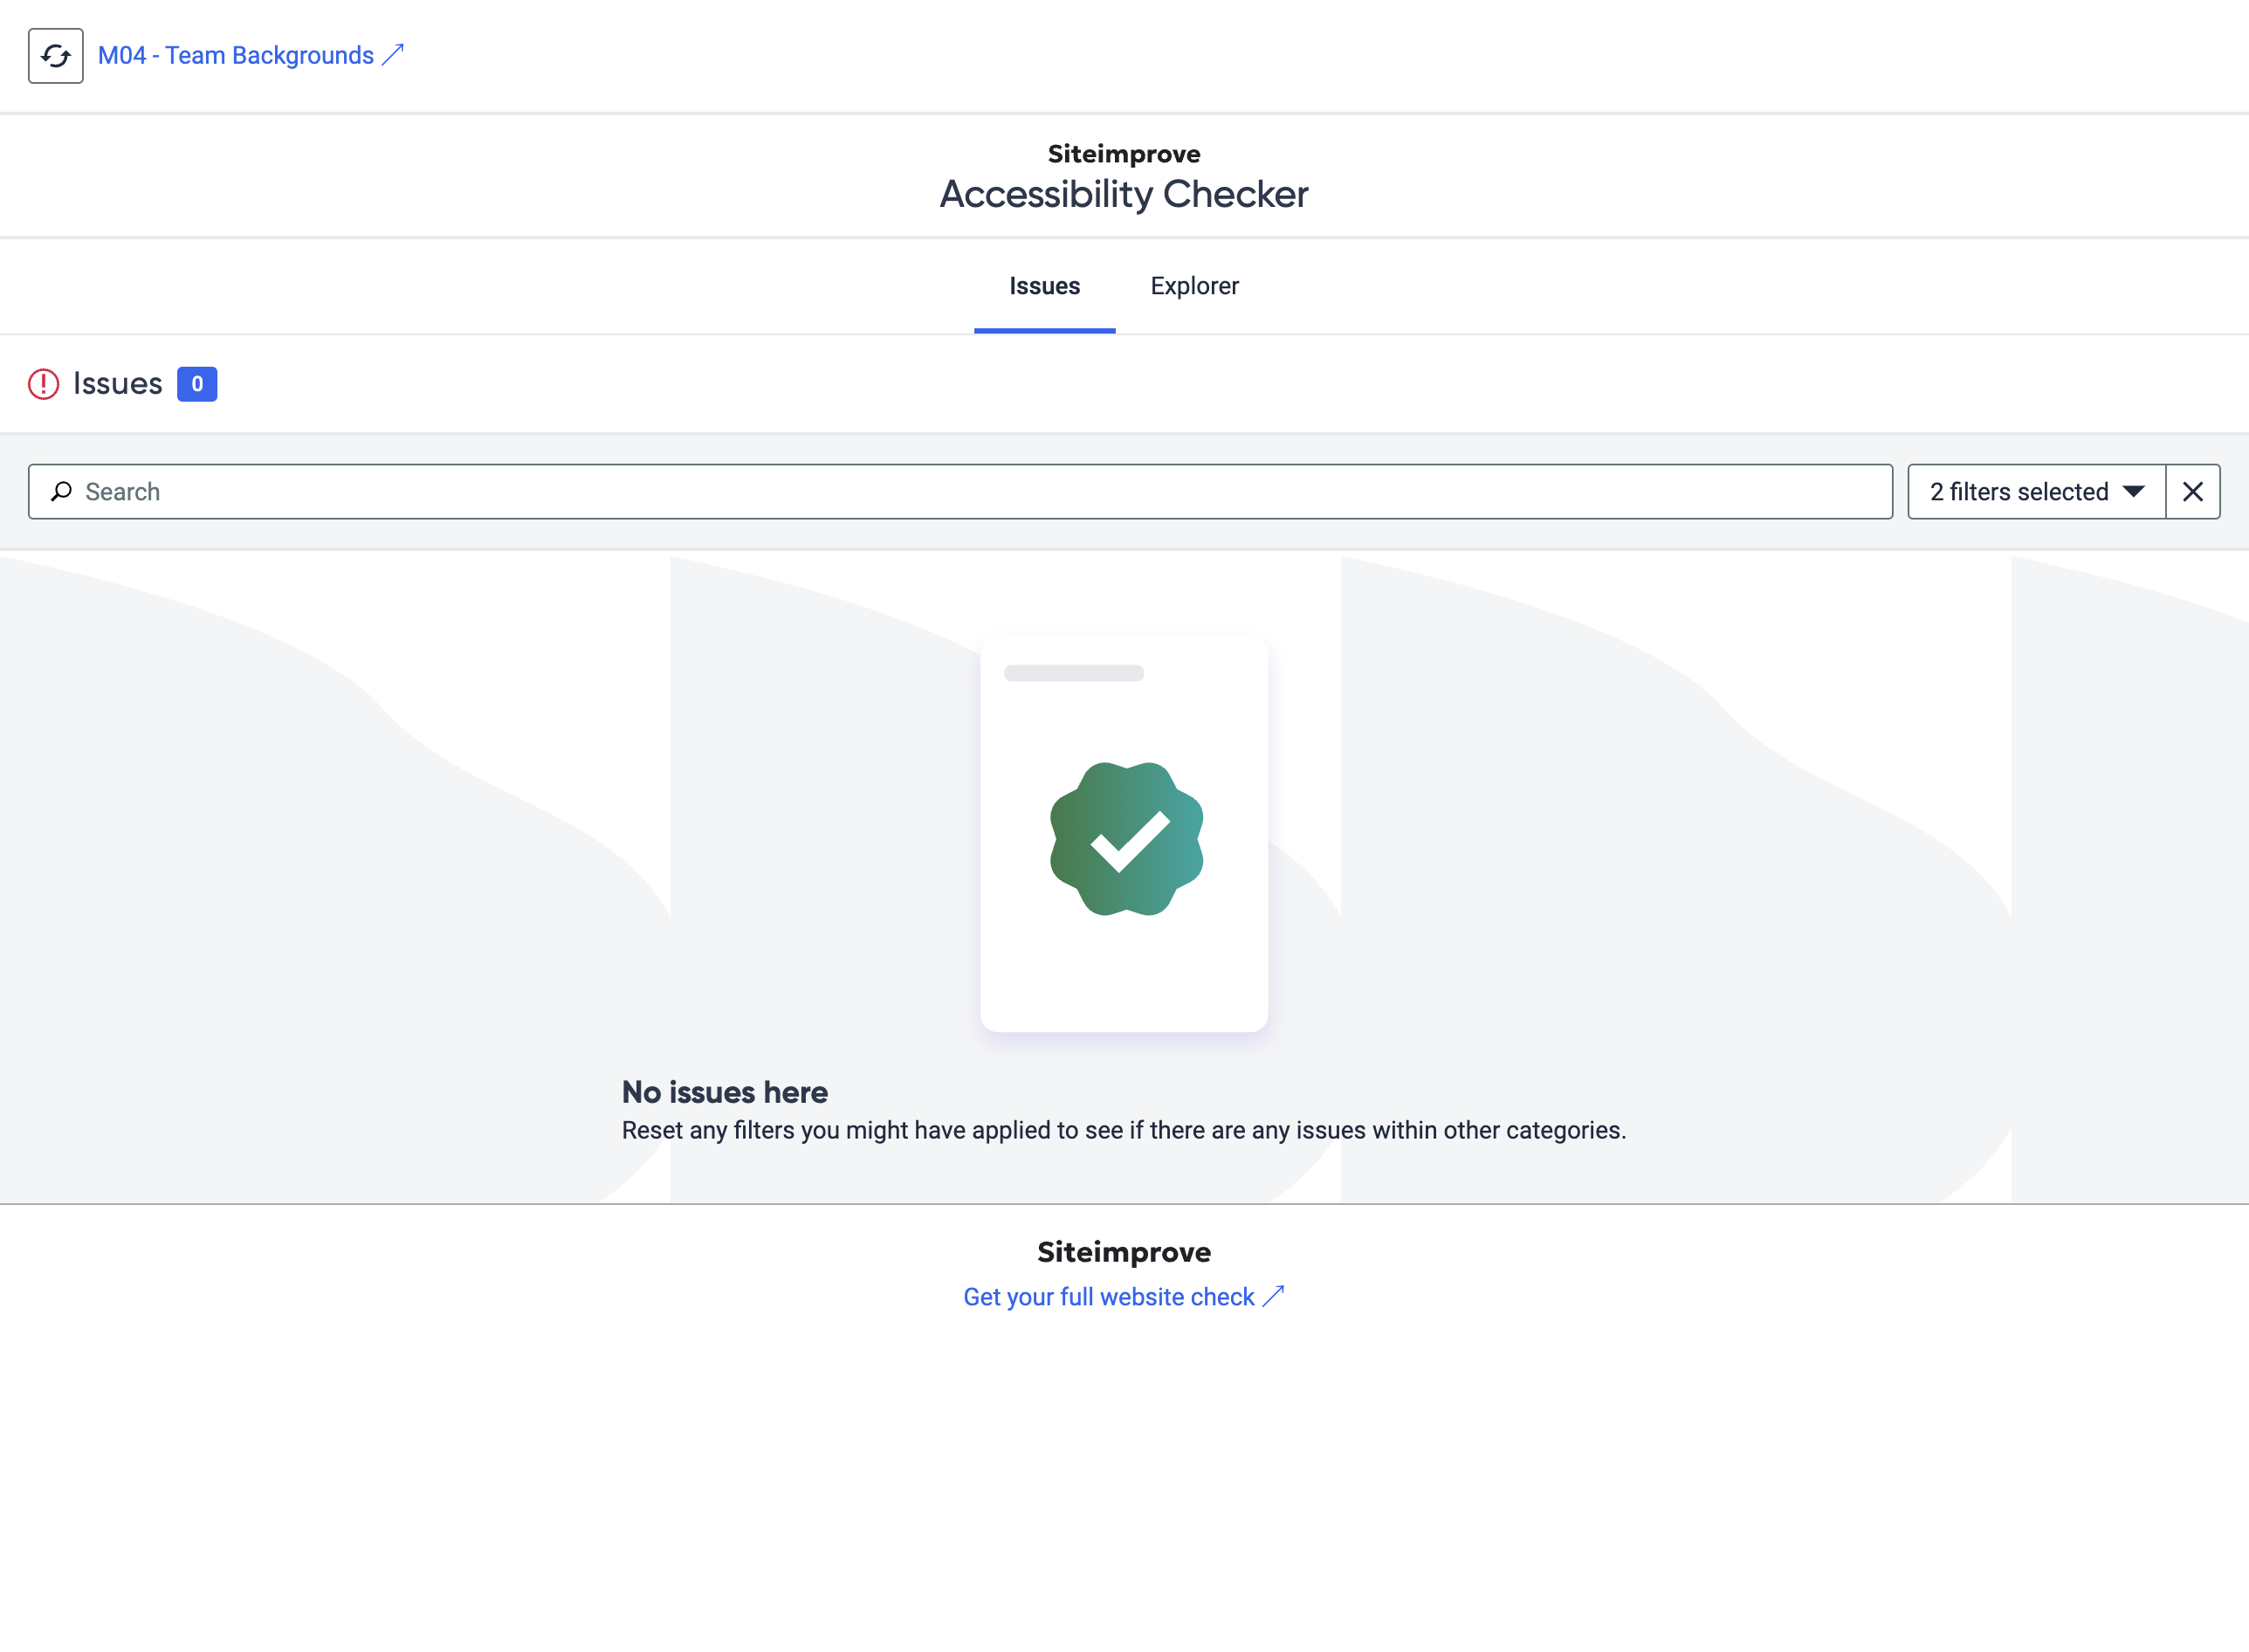 M04 - Team Backgrounds
Siteimprove
Accessibility Checker
Issues Explorer
Issues 0
Search 2 filters selected
No issues here
Reset any filters you might have applied to see if there are any issues within other categories.
Siteimprove
Get your full website check